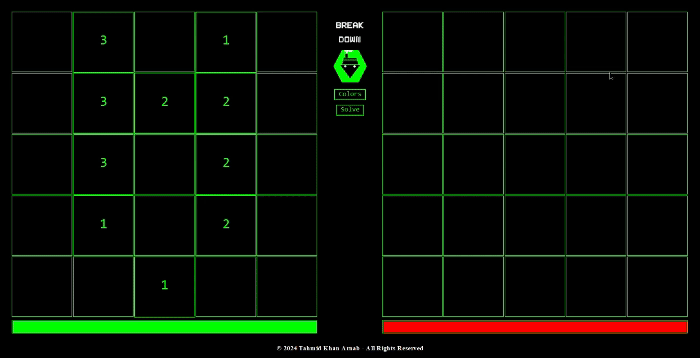 3 1
3 2 2
3 2
1 2
1
BREAK
DOWN
Colors
Solve
© 2024 Tahmid Khan Arnab - All Rights Reserved